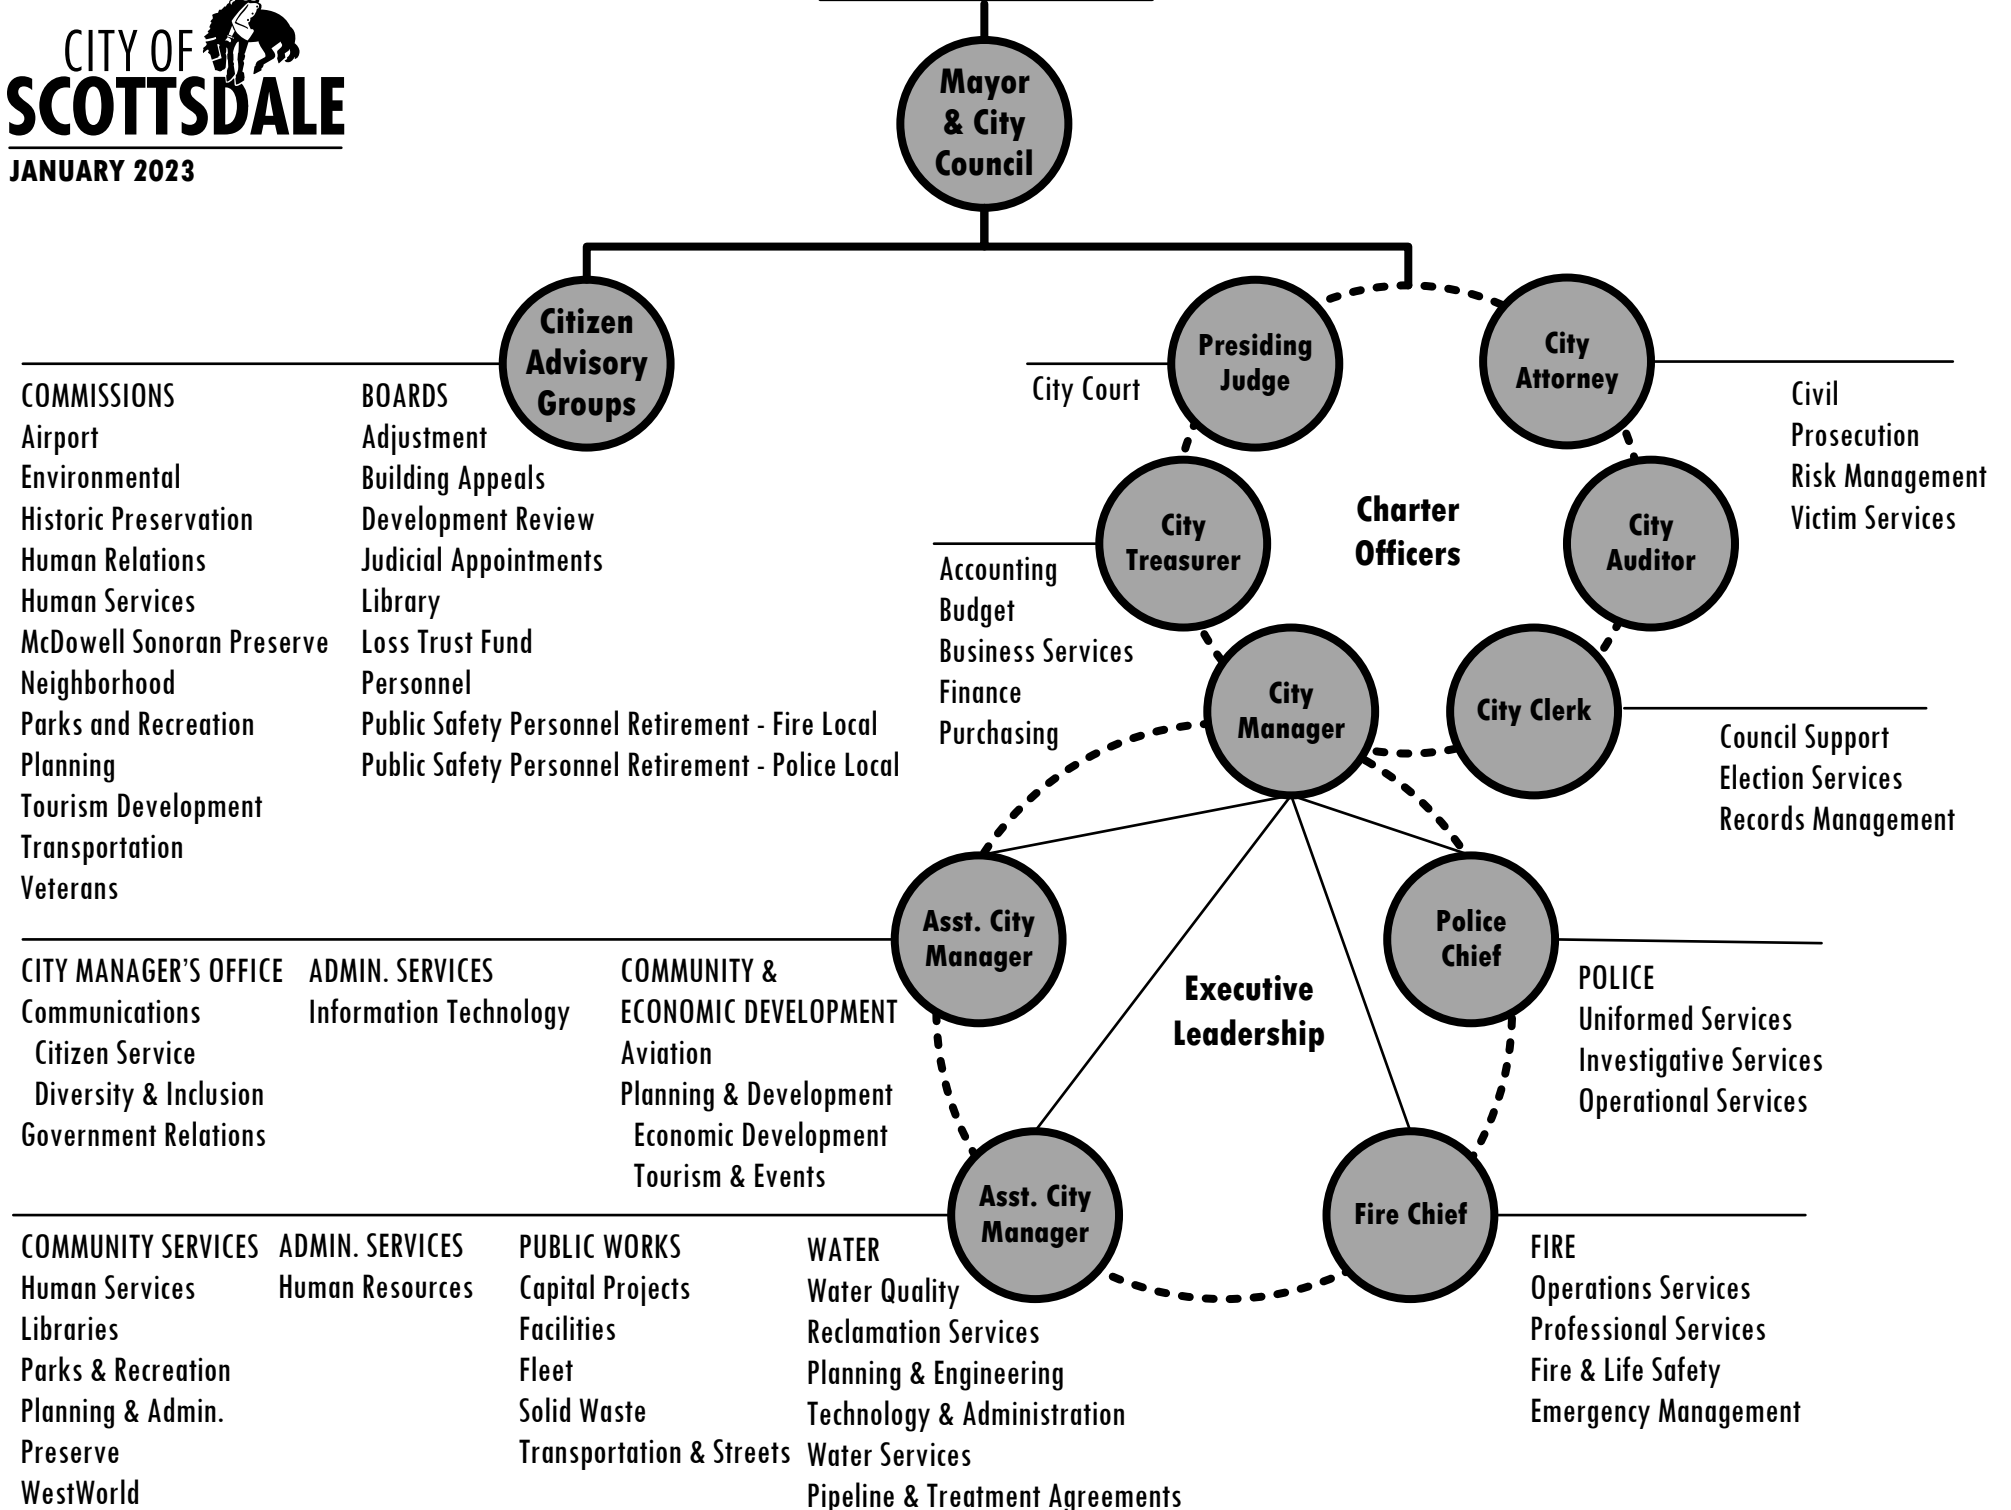 CITY OF
SCOTTSDALE
JANUARY 2023
Mayor
& City
Council
Citizen
Advisory
Groups
COMMISSIONS
Airport
Environmental
Historic Preservation
Human Relations
Human Services
McDowell Sonoran Preserve
Neighborhood
Parks and Recreation
Planning
Tourism Development
Transportation
Veterans
BOARDS
Adjustment
Building Appeals
Development Review
Judicial Appointments
Library
Loss Trust Fund
Personnel
Public Safety Personnel Retirement - Fire Local
Public Safety Personnel Retirement - Police Local
Presiding
Judge
City Court
City
Attorney
Civil
Prosecution
Risk Management
Victim Services
City
Treasurer
Accounting
Budget
Business Services
Finance
Purchasing
Charter
Officers
City
Auditor
City
Manager
City Clerk
Council Support
Election Services
Records Management
Asst. City
Manager
CITY MANAGER'S OFFICE
Communications
Citizen Service
Diversity & Inclusion
Government Relations
ADMIN. SERVICES
Information Technology
COMMUNITY &
ECONOMIC DEVELOPMENT
Aviation
Planning & Development
Economic Development
Tourism & Events
Executive
Leadership
Police
Chief
POLICE
Uniformed Services
Investigative Services
Operational Services
Asst. City
Manager
COMMUNITY SERVICES
Human Services
Libraries
Parks & Recreation
Planning & Admin.
Preserve
WestWorld
ADMIN. SERVICES
Human Resources
PUBLIC WORKS
Capital Projects
Facilities
Fleet
Solid Waste
Transportation & Streets
WATER
Water Quality
Reclamation Services
Planning & Engineering
Technology & Administration
Water Services
Pipeline & Treatment Agreements
Fire Chief
FIRE
Operations Services
Professional Services
Fire & Life Safety
Emergency Management